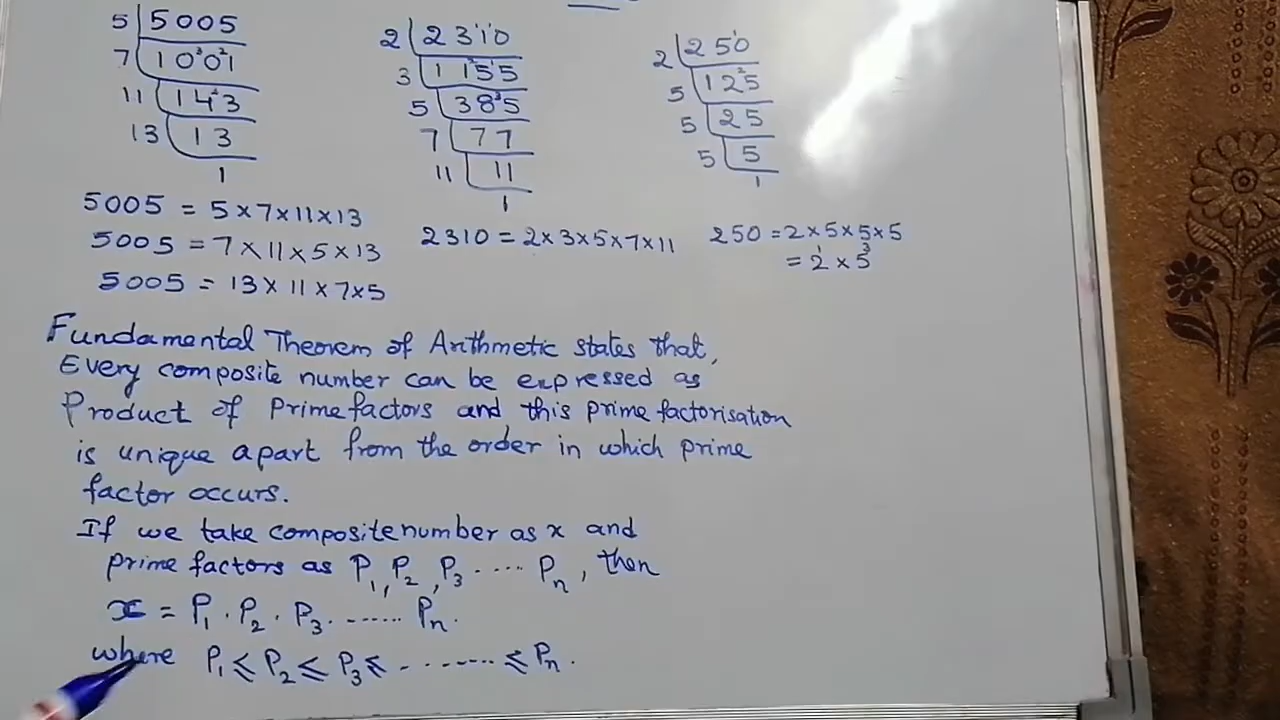 5 5005
7 1001
11 143
13 13
1
2 2310
3 1155
5 385
7 77
11 11
1
2 250
5 125
5 25
5 5
1
5005 = 5×7×11×13
5005 = 7×11×5×13
5005 = 13×11×7×5
2310 = 2×3×5×7×11
250 = 2×5×5×5
= 2¹ × 5³
Fundamental Theorem of Arithmetic states that,
Every composite number can be expressed as
Product of Prime factors and this prime factorisation
is unique apart from the order in which prime
factor occurs.
If we take composite number as x and
prime factors as P₁, P₂, P₃ ..... Pₙ, then
x = P₁ . P₂ . P₃ ....... Pₙ.
where P₁ ≤ P₂ ≤ P₃ ≤ ........ ≤ Pₙ.